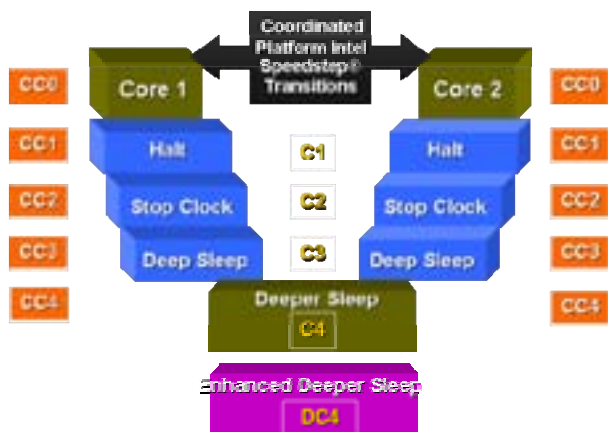 Coordinated
Platform Intel
Speedstep®
Transitions
CC0
Core 1
Core 2
CC0
CC1
Halt
C1
Halt
CC1
CC2
Stop Clock
C2
Stop Clock
CC2
CC3
Deep Sleep
C3
Deep Sleep
CC3
CC4
Deeper Sleep
CC4
C4
Enhanced Deeper Sleep
DC4